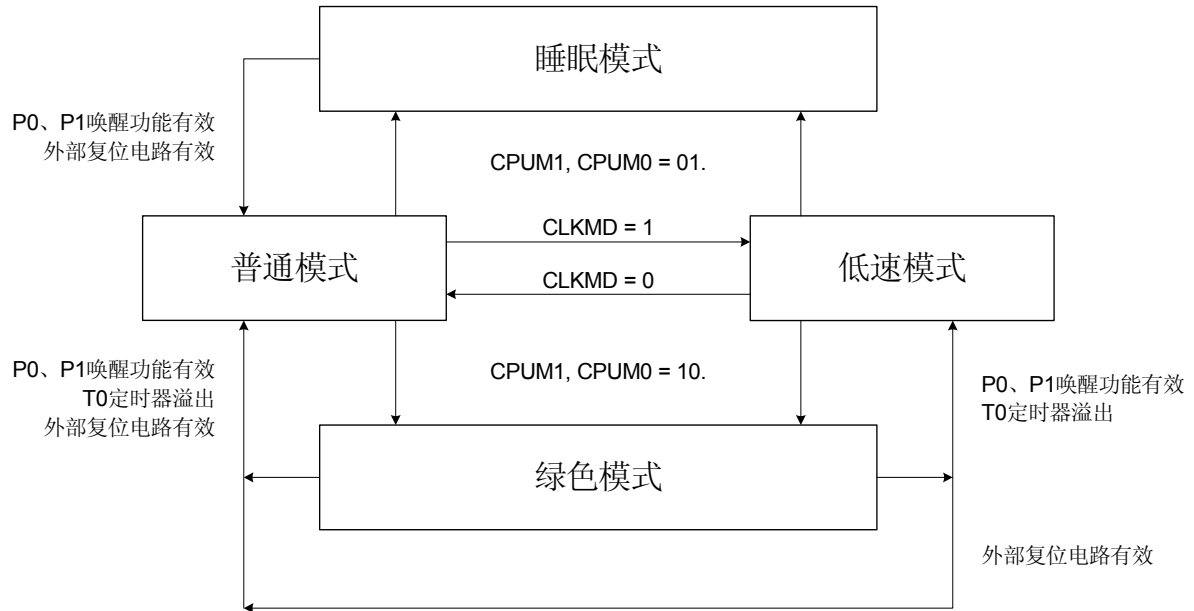 睡眠模式
P0、P1唤醒功能有效
外部复位电路有效
CPUM1, CPUM0 = 01.
CLKMD = 1
普通模式
低速模式
CLKMD = 0
P0、P1唤醒功能有效
T0定时器溢出
外部复位电路有效
CPUM1, CPUM0 = 10.
P0、P1唤醒功能有效
T0定时器溢出
绿色模式
外部复位电路有效